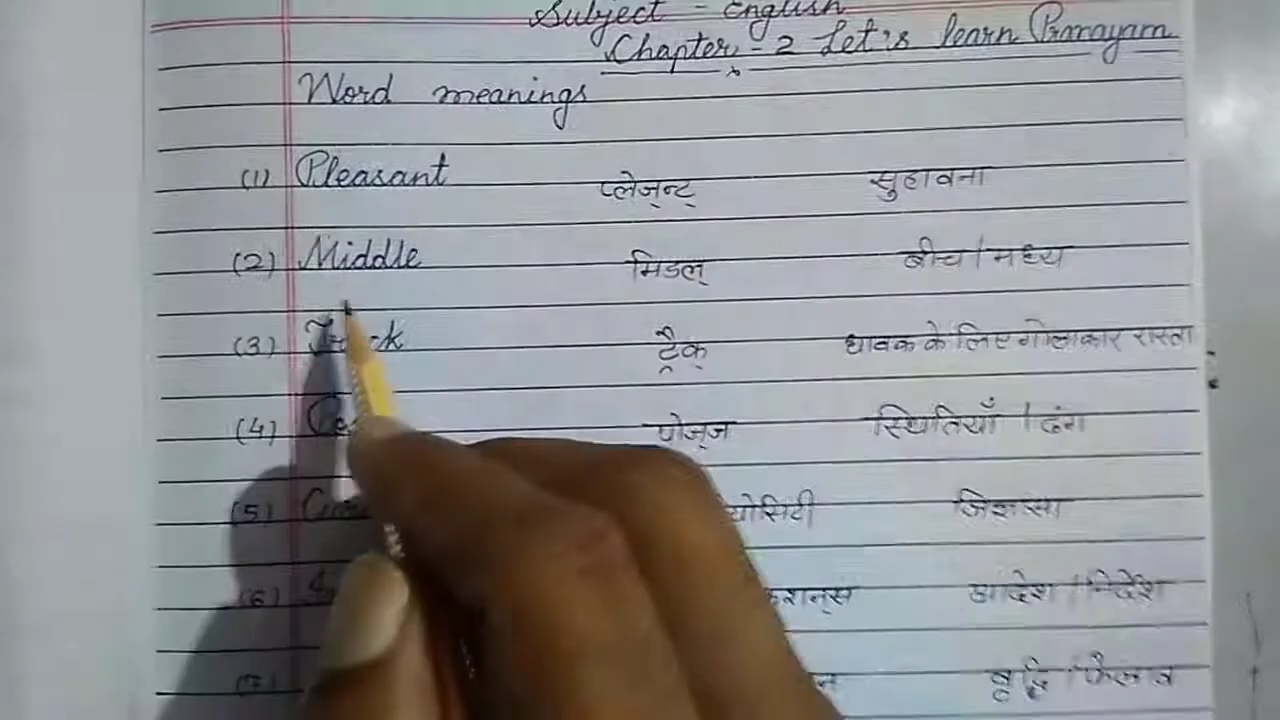 Subject - English
Chapter - 2 Let's learn Pranayam
Word meanings
(1) Pleasant प्लेज़न्ट् सुहावना
(2) Middle मिडल् बीच / मध्य
(3) ट्रैक् धावक के लिए गोलाकार रास्ता
(4) पोज़्ज स्थितियाँ / ढंग
(5) जिज्ञासा
(6) आदेश / निर्देश
(7) वृद्धि / फैलाव